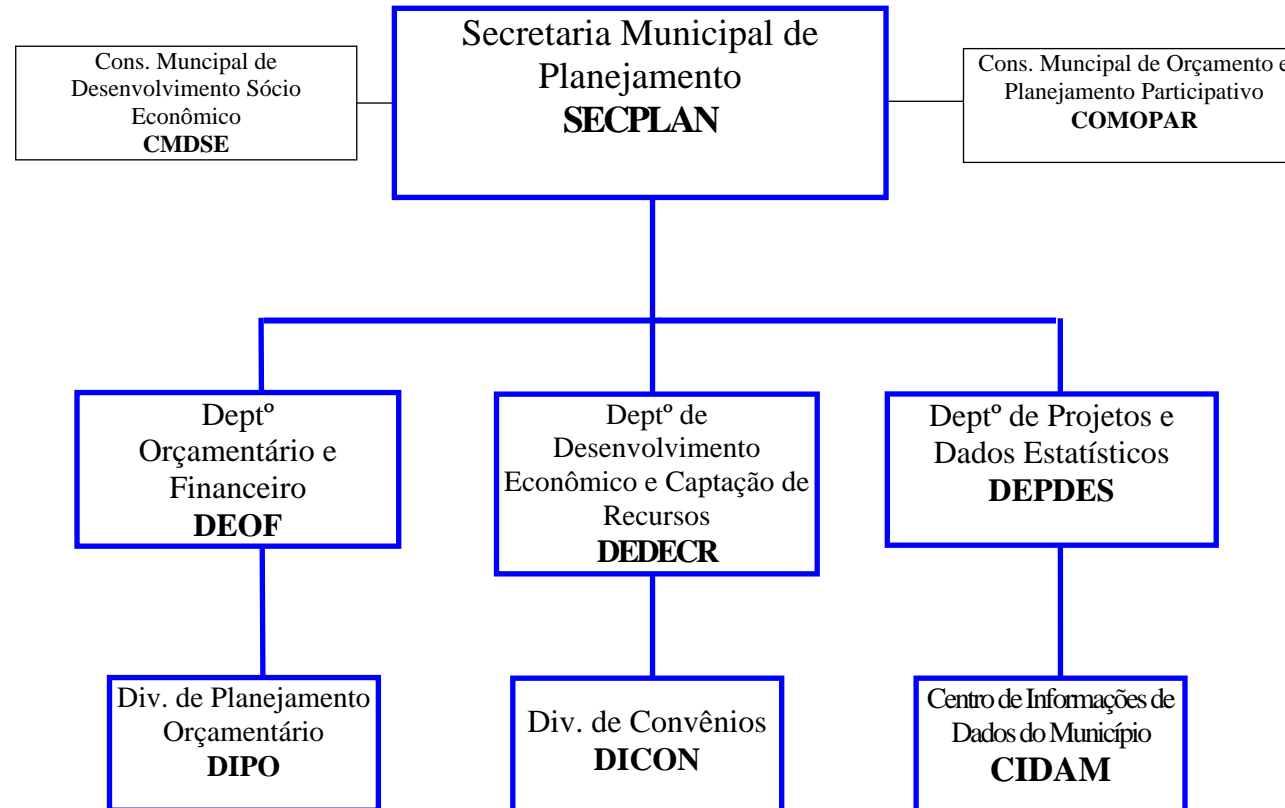 Secretaria Municipal de
Planejamento
SECPLAN
Cons. Muncipal de
Desenvolvimento Sócio
Econômico
CMDSE
Cons. Muncipal de Orçamento e
Planejamento Participativo
COMOPAR
Deptº
Orçamentário e
Financeiro
DEOF
Deptº de
Desenvolvimento
Econômico e Captação de
Recursos
DEDECR
Deptº de Projetos e
Dados Estatísticos
DEPDES
Div. de Planejamento
Orçamentário
DIPO
Div. de Convênios
DICON
Centro de Informações de
Dados do Município
CIDAM